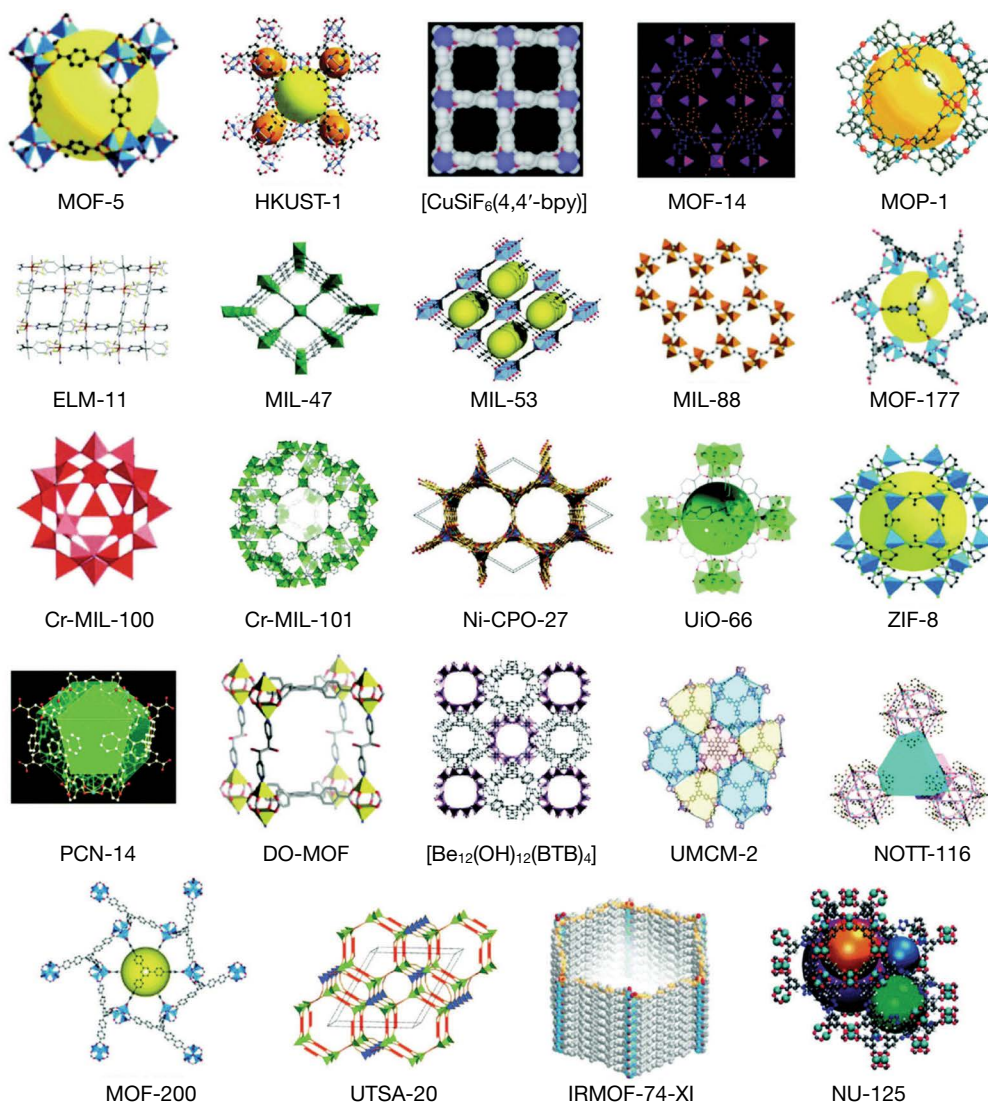 MOF-5 HKUST-1 [CuSiF₆(4,4′-bpy)] MOF-14 MOP-1
ELM-11 MIL-47 MIL-53 MIL-88 MOF-177
Cr-MIL-100 Cr-MIL-101 Ni-CPO-27 UiO-66 ZIF-8
PCN-14 DO-MOF [Be₁₂(OH)₁₂(BTB)₄] UMCM-2 NOTT-116
MOF-200 UTSA-20 IRMOF-74-XI NU-125